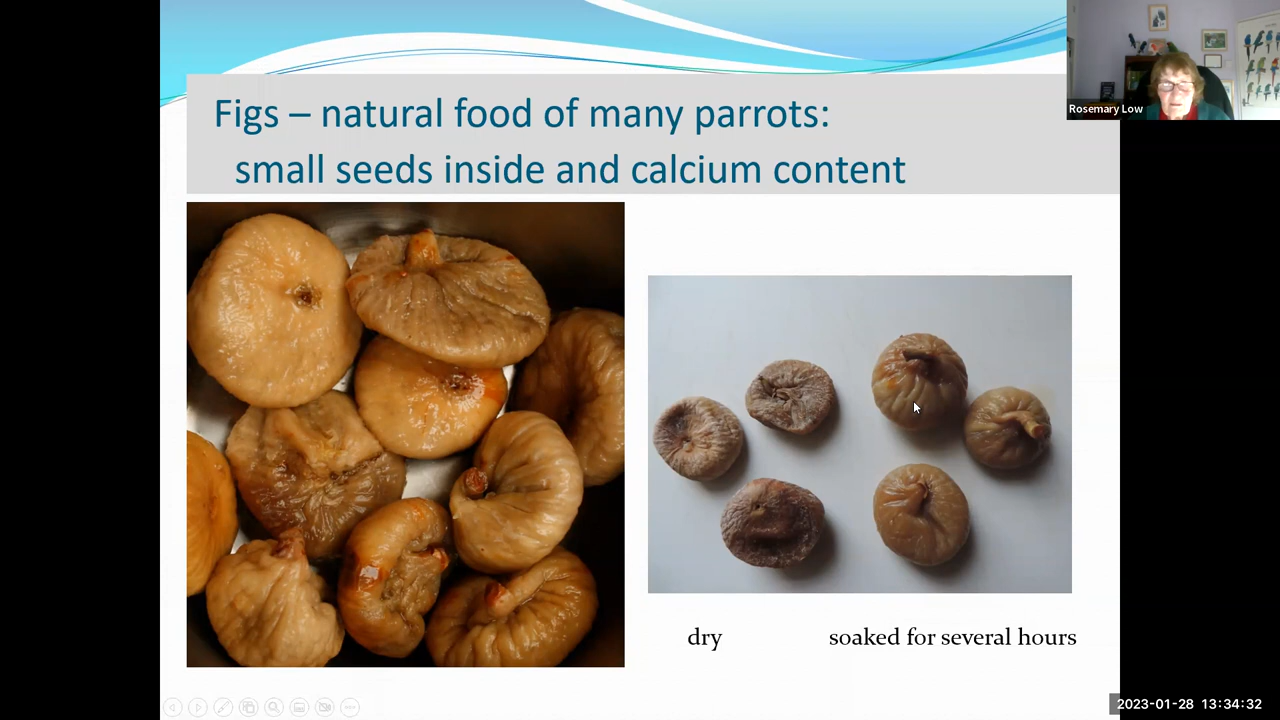 Figs – natural food of many parrots:
small seeds inside and calcium content
Rosemary Low
dry
soaked for several hours
2023-01-28 13:34:32